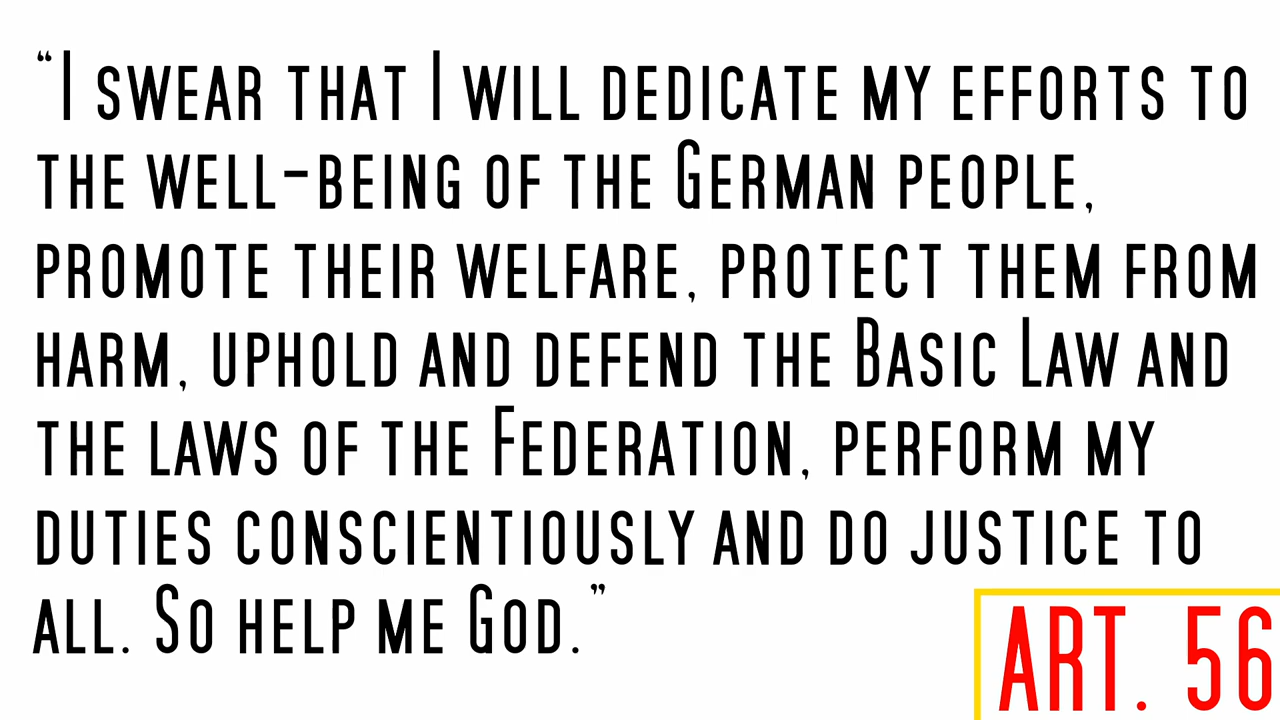 “I swear that I will dedicate my efforts to
the well-being of the German people,
promote their welfare, protect them from
harm, uphold and defend the Basic Law and
the laws of the Federation, perform my
duties conscientiously and do justice to
all. So help me God.”
ART. 56